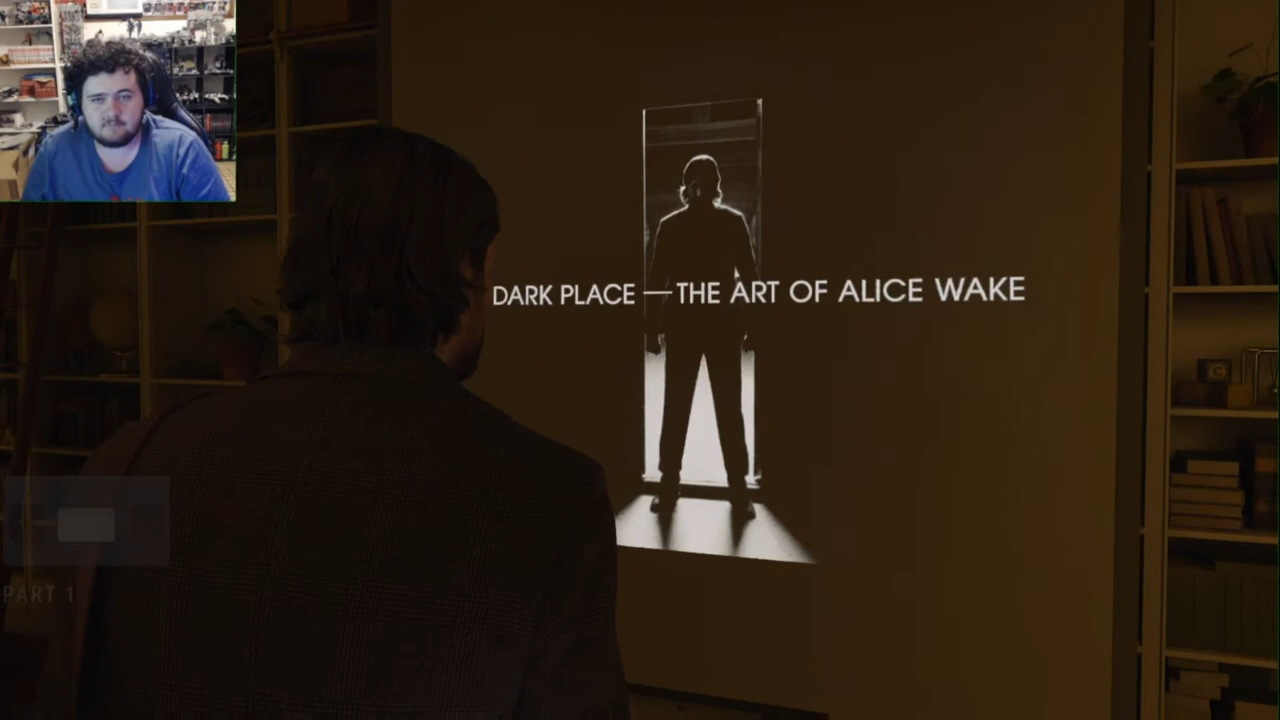 DARK PLACE — THE ART OF ALICE WAKE
PART 1